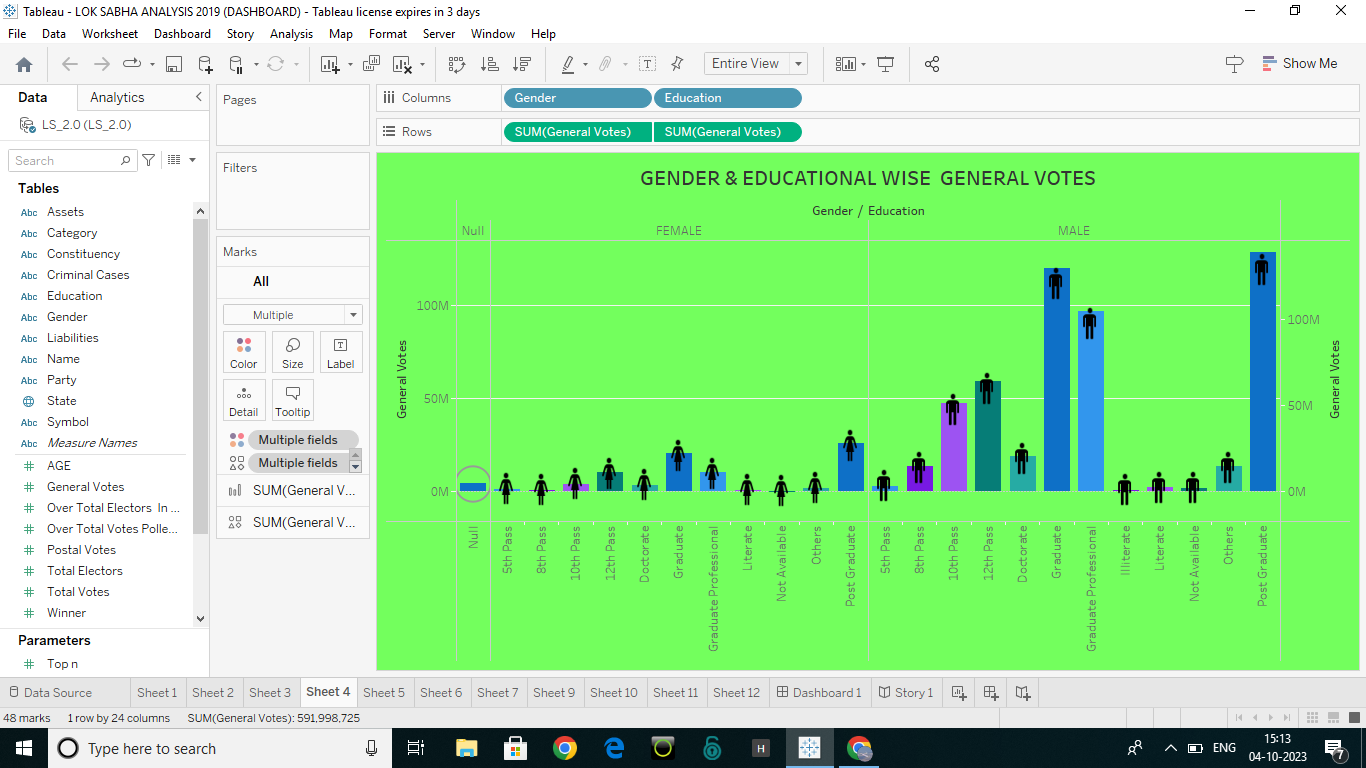 Tableau - LOK SABHA ANALYSIS 2019 (DASHBOARD) - Tableau license expires in 3 days
File Data Worksheet Dashboard Story Analysis Map Format Server Window Help
Entire View
Show Me
Data Analytics
LS_2.0 (LS_2.0)
Search
Tables
Abc Assets
Abc Category
Abc Constituency
Abc Criminal Cases
Abc Education
Abc Gender
Abc Liabilities
Abc Name
Abc Party
State
Abc Symbol
Abc Measure Names
AGE
General Votes
Over Total Electors In ...
Over Total Votes Polle...
Postal Votes
Total Electors
Total Votes
Winner
Parameters
Top n
Pages
Filters
Marks
All
Multiple
Color Size Label
Detail Tooltip
Multiple fields
Multiple fields
SUM(General V...
SUM(General V...
Columns Gender Education
Rows SUM(General Votes) SUM(General Votes)
GENDER & EDUCATIONAL WISE GENERAL VOTES
Gender / Education
Null FEMALE MALE
General Votes
100M
50M
0M
General Votes
100M
50M
0M
Null
5th Pass
8th Pass
10th Pass
12th Pass
Doctorate
Graduate
Graduate Professional
Literate
Not Available
Others
Post Graduate
5th Pass
8th Pass
10th Pass
12th Pass
Doctorate
Graduate
Graduate Professional
Illiterate
Literate
Not Available
Others
Post Graduate
Data Source Sheet 1 Sheet 2 Sheet 3 Sheet 4 Sheet 5 Sheet 6 Sheet 7 Sheet 9 Sheet 10 Sheet 11 Sheet 12 Dashboard 1 Story 1
48 marks 1 row by 24 columns SUM(General Votes): 591,998,725
Type here to search
H
ENG
15:13
04-10-2023
7